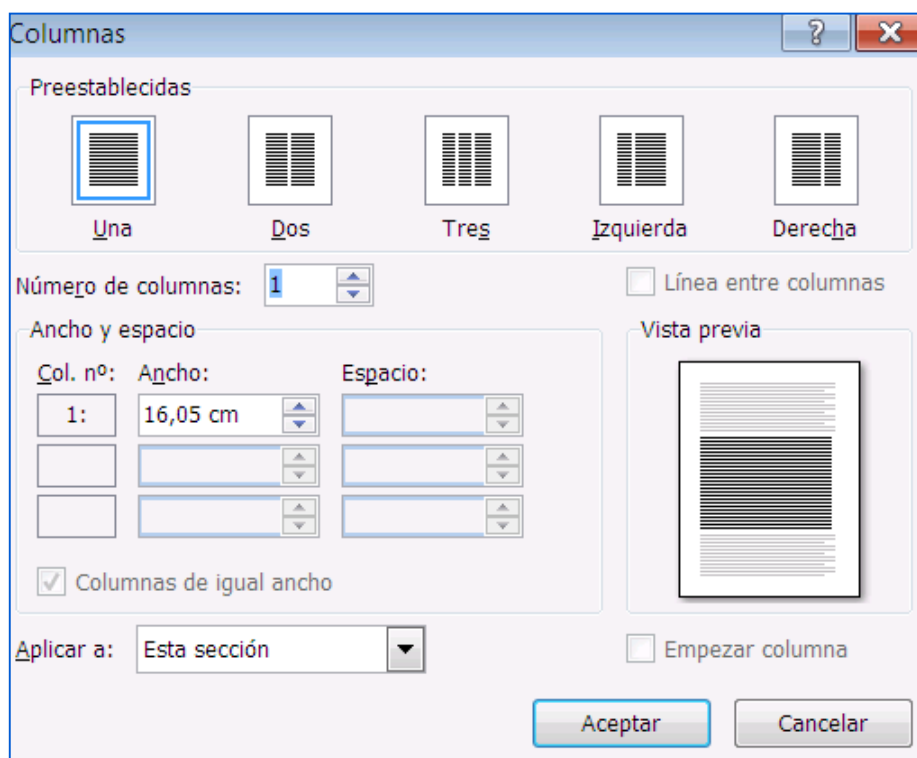 Columnas
Preestablecidas
Una
Dos
Tres
Izquierda
Derecha
Número de columnas: 1
Línea entre columnas
Ancho y espacio
Vista previa
Col. nº: Ancho: Espacio:
1: 16,05 cm
Columnas de igual ancho
Aplicar a: Esta sección
Empezar columna
Aceptar
Cancelar